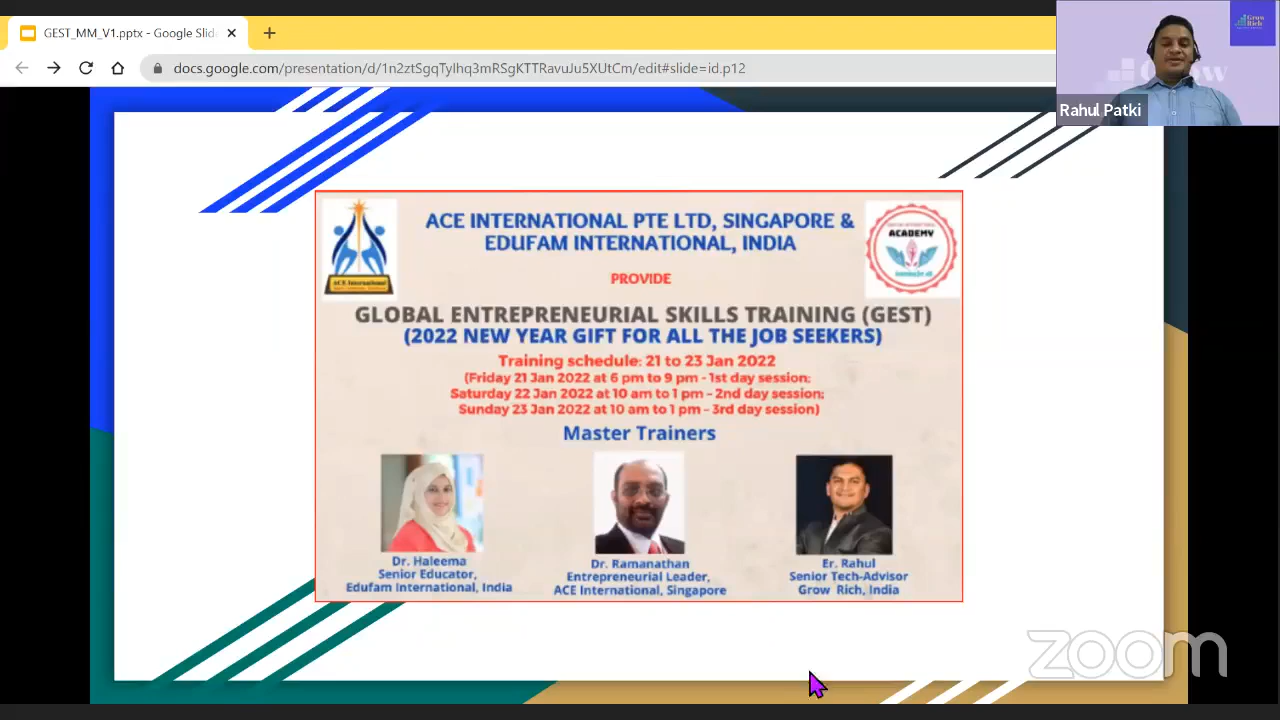 GEST_MM_V1.pptx - Google Slid
docs.google.com/presentation/d/1n2ztSgqTylhq3mRSgKTTRavuJu5XUtCm/edit#slide=id.p12
Grow
Rich
Rahul Patki
ACE INTERNATIONAL PTE LTD, SINGAPORE &
EDUFAM INTERNATIONAL, INDIA
ACE International
ACADEMY
PROVIDE
GLOBAL ENTREPRENEURIAL SKILLS TRAINING (GEST)
(2022 NEW YEAR GIFT FOR ALL THE JOB SEEKERS)
Training schedule: 21 to 23 Jan 2022
(Friday 21 Jan 2022 at 6 pm to 9 pm - 1st day session;
Saturday 22 Jan 2022 at 10 am to 1 pm - 2nd day session;
Sunday 23 Jan 2022 at 10 am to 1 pm - 3rd day session)
Master Trainers
Dr. Haleema
Senior Educator,
Edufam International, India
Dr. Ramanathan
Entrepreneurial Leader,
ACE International, Singapore
Er. Rahul
Senior Tech-Advisor
Grow Rich, India
zoom